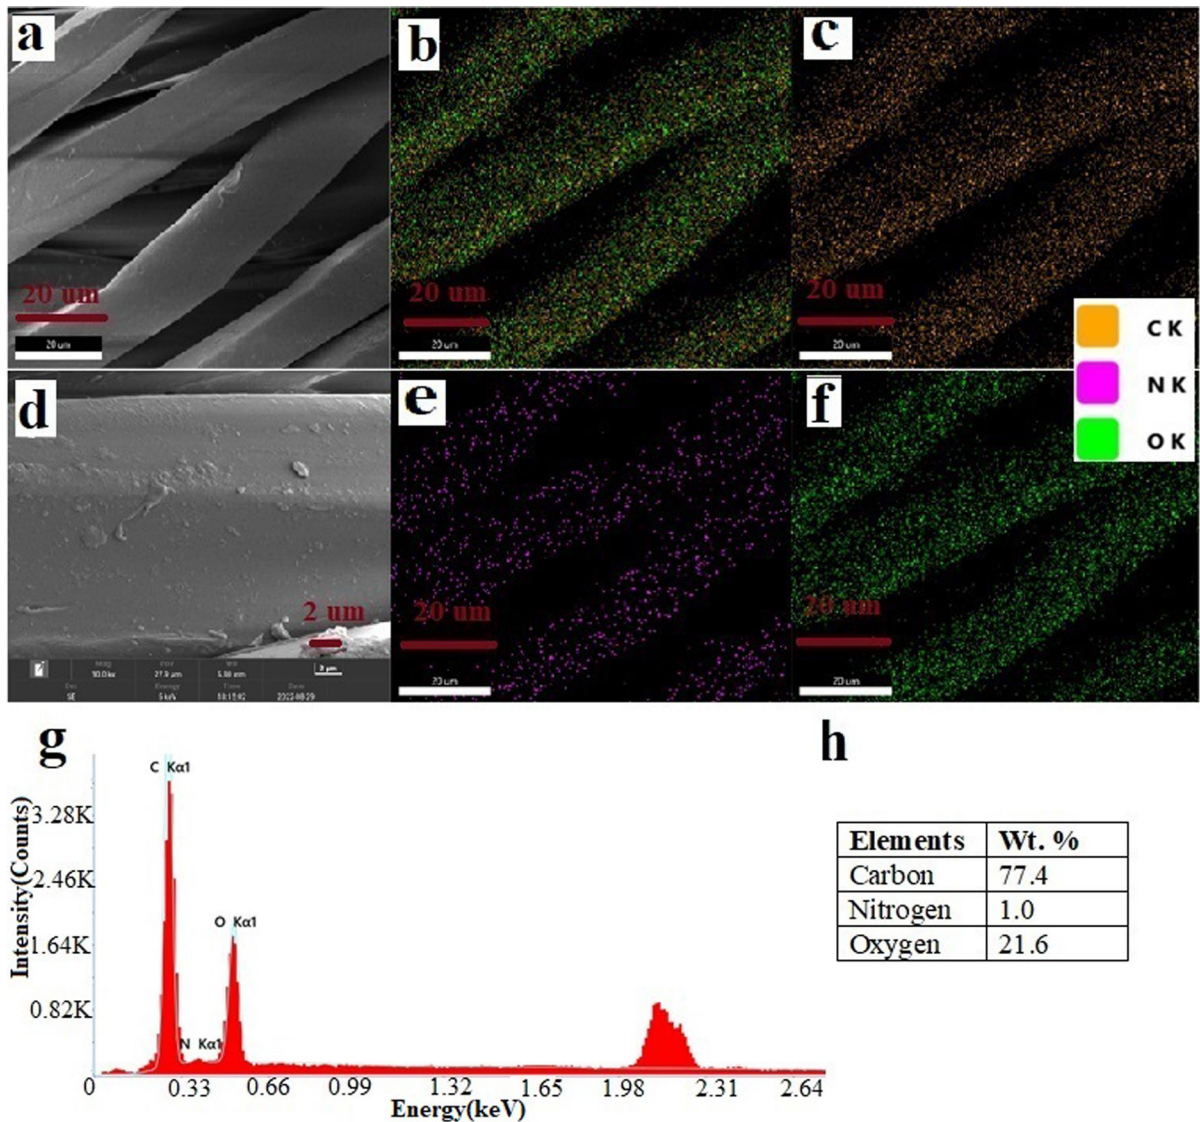 a
b
c
20 um
20 um
20 um
20 um
20 um
20 um
C K
N K
O K
d
e
f
2 um
20 um
20 um
20 um
20 um
g
h
C Kα1
O Kα1
N Kα1
Intensity(Counts)
3.28K
2.46K
1.64K
0.82K
0 0.33 0.66 0.99 1.32 1.65 1.98 2.31 2.64
Energy(keV)
Elements Wt. %
Carbon 77.4
Nitrogen 1.0
Oxygen 21.6